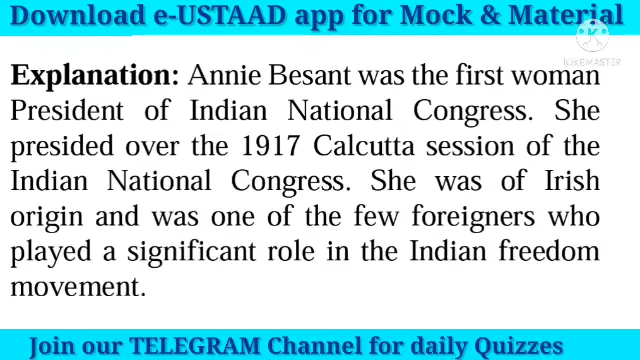 Download e-USTAAD app for Mock & Material
KINEMASTER
Explanation: Annie Besant was the first woman
President of Indian National Congress. She
presided over the 1917 Calcutta session of the
Indian National Congress. She was of Irish
origin and was one of the few foreigners who
played a significant role in the Indian freedom
movement.
Join our TELEGRAM Channel for daily Quizzes